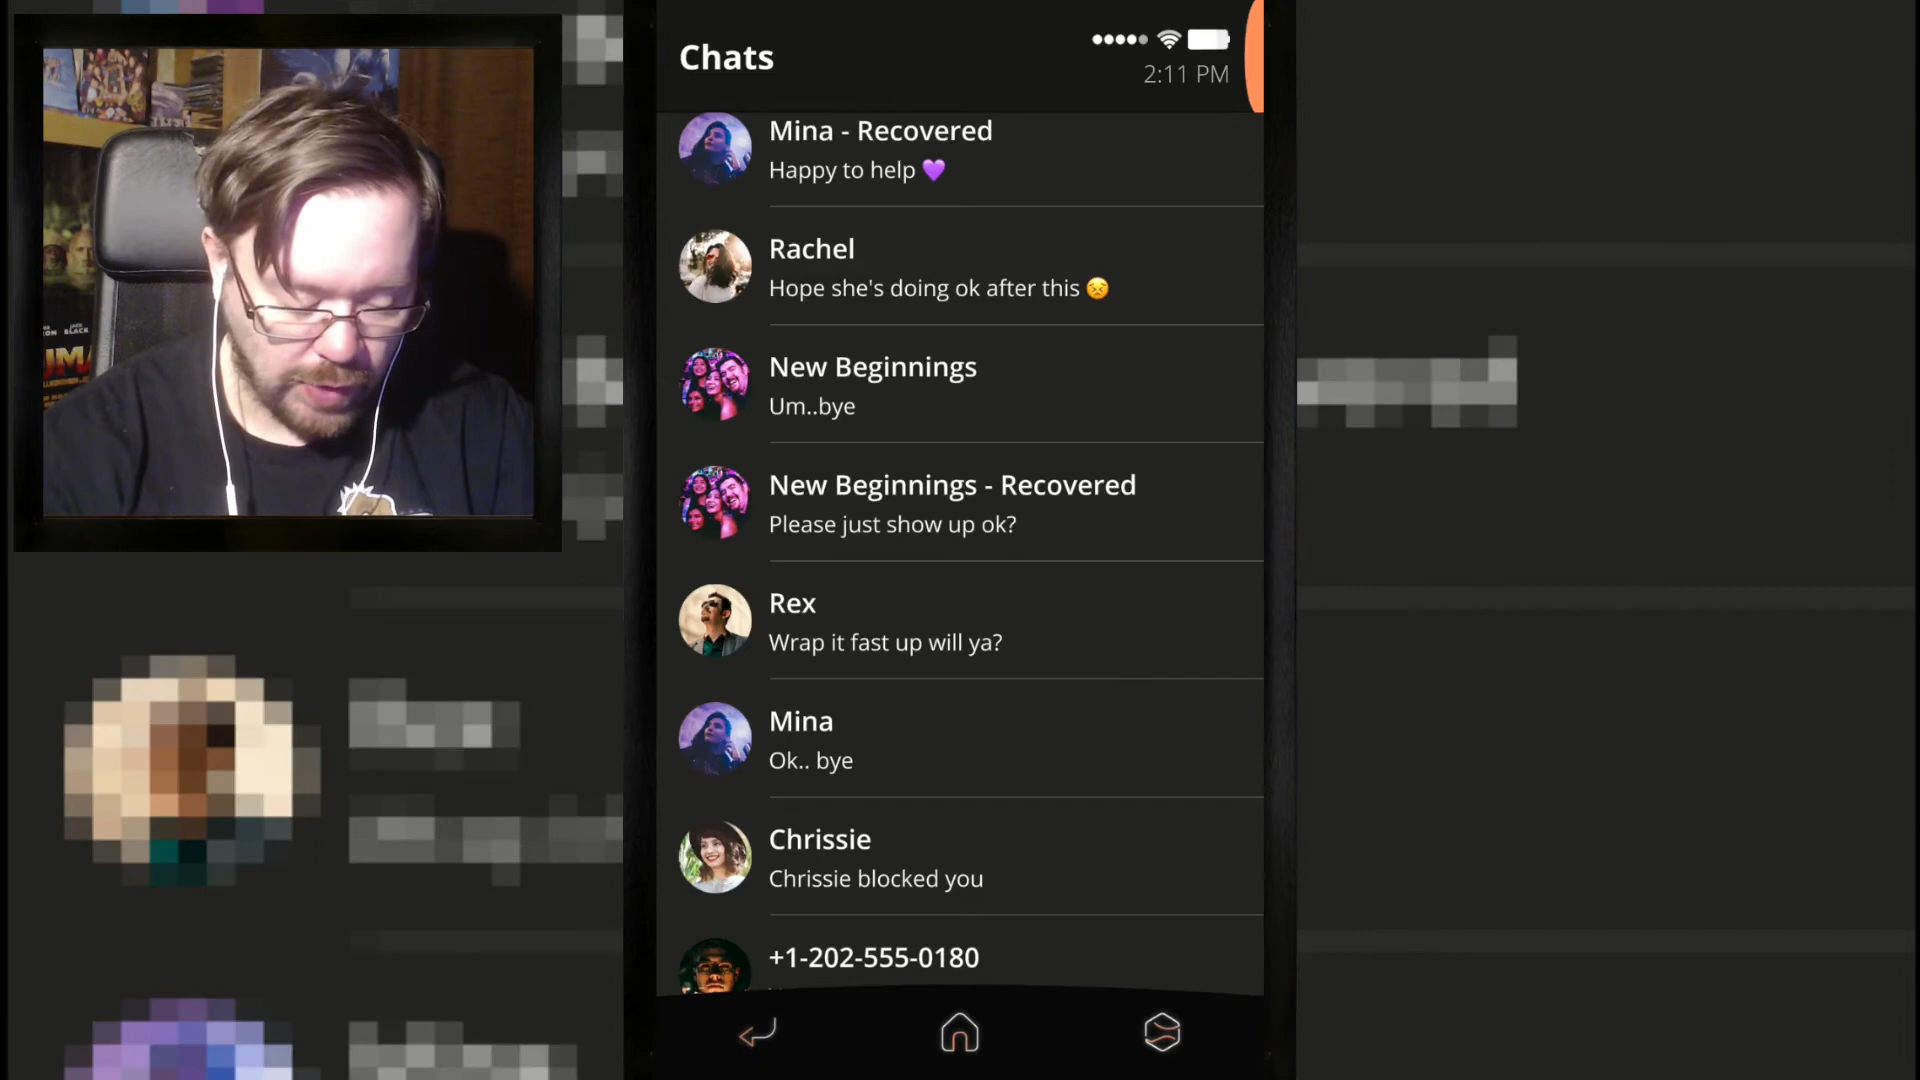 Chats
2:11 PM
Mina - Recovered
Happy to help 💜
Rachel
Hope she's doing ok after this 😣
New Beginnings
Um..bye
New Beginnings - Recovered
Please just show up ok?
Rex
Wrap it fast up will ya?
Mina
Ok.. bye
Chrissie
Chrissie blocked you
+1-202-555-0180
JACK
BLACK